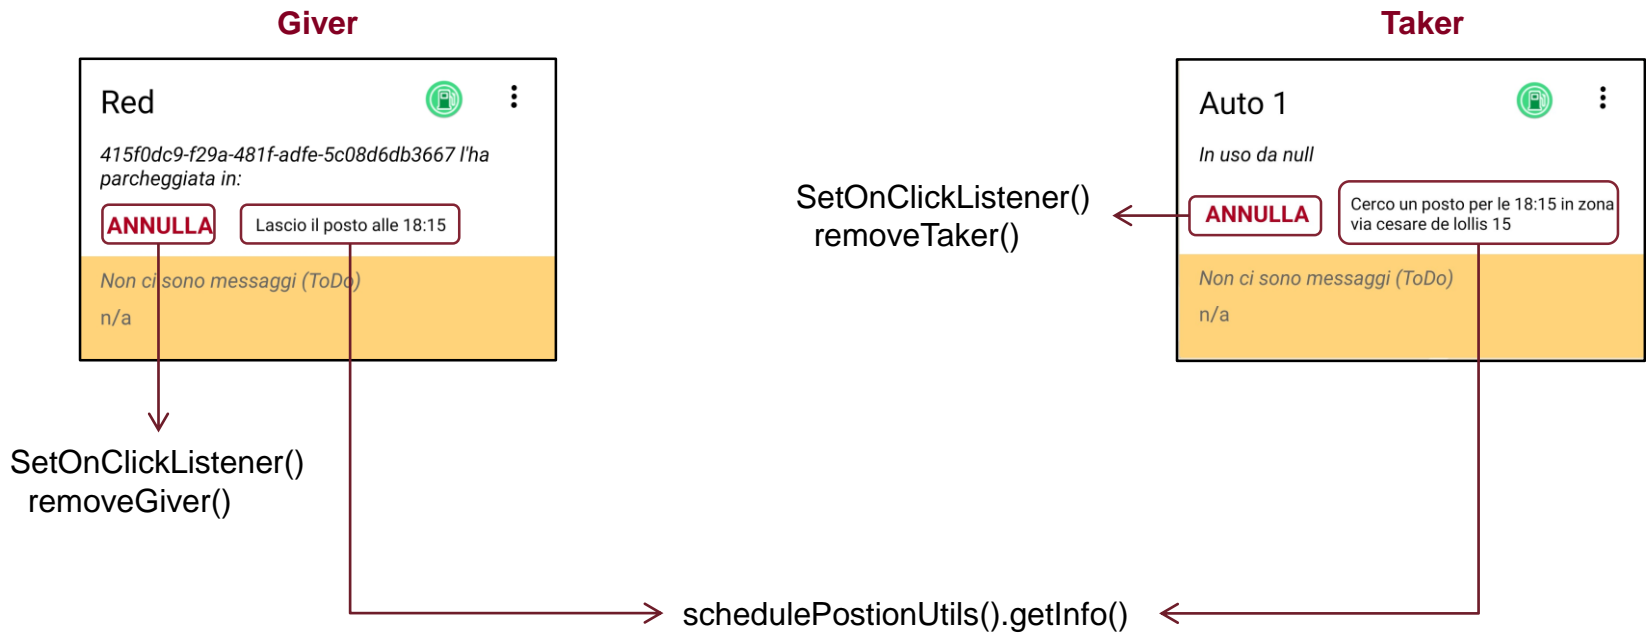 Giver
Red
415f0dc9-f29a-481f-adfe-5c08d6db3667 l'ha
parcheggiata in:
ANNULLA
Lascio il posto alle 18:15
Non ci sono messaggi (ToDo)
n/a
SetOnClickListener()
removeGiver()
Taker
Auto 1
In uso da null
SetOnClickListener()
removeTaker()
ANNULLA
Cerco un posto per le 18:15 in zona
via cesare de lollis 15
Non ci sono messaggi (ToDo)
n/a
schedulePostionUtils().getInfo()